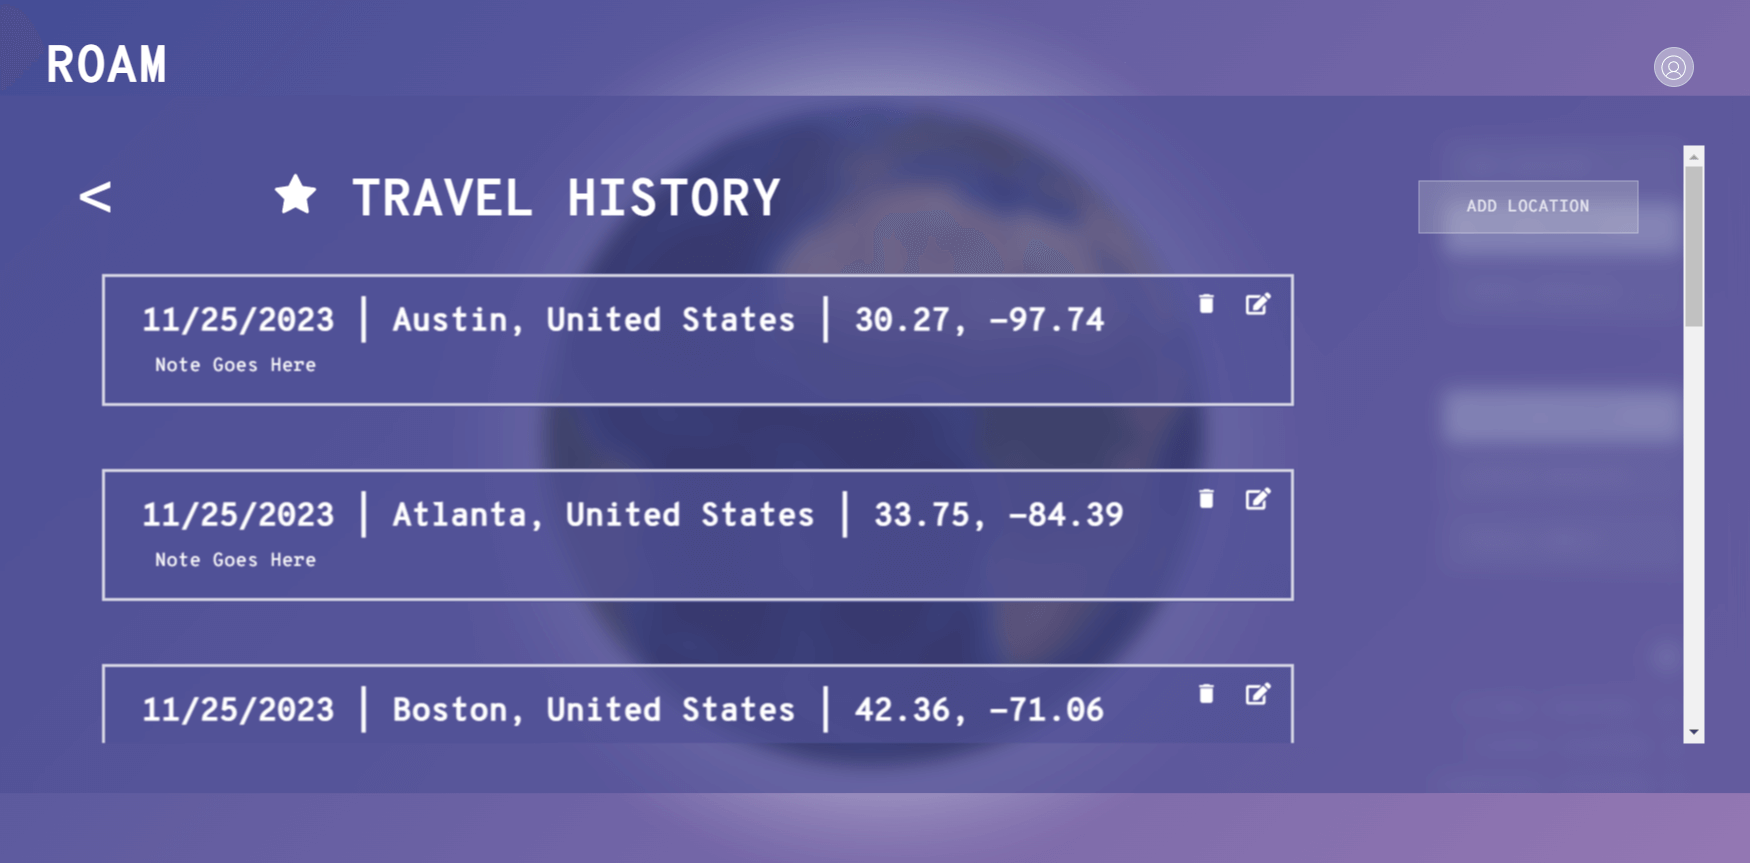 ROAM
< TRAVEL HISTORY
ADD LOCATION
11/25/2023 | Austin, United States | 30.27, -97.74
Note Goes Here
11/25/2023 | Atlanta, United States | 33.75, -84.39
Note Goes Here
11/25/2023 | Boston, United States | 42.36, -71.06